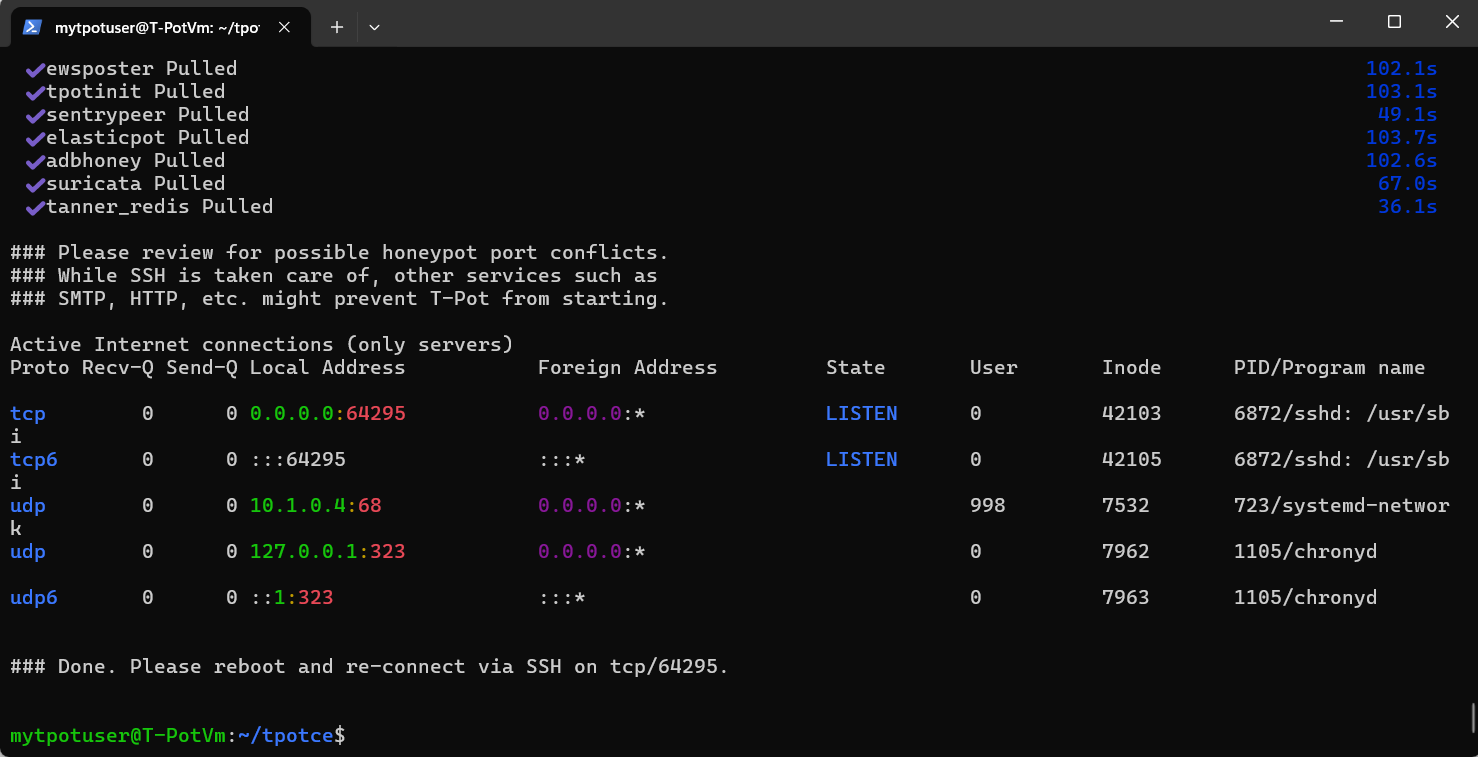 mytpotuser@T-PotVm: ~/tpo
ewsposter Pulled 102.1s
tpotinit Pulled 103.1s
sentrypeer Pulled 49.1s
elasticpot Pulled 103.7s
adbhoney Pulled 102.6s
suricata Pulled 67.0s
tanner_redis Pulled 36.1s
### Please review for possible honeypot port conflicts.
### While SSH is taken care of, other services such as
### SMTP, HTTP, etc. might prevent T-Pot from starting.
Active Internet connections (only servers)
Proto Recv-Q Send-Q Local Address Foreign Address State User Inode PID/Program name
tcp 0 0 0.0.0.0:64295 0.0.0.0:* LISTEN 0 42103 6872/sshd: /usr/sb
i
tcp6 0 0 :::64295 :::* LISTEN 0 42105 6872/sshd: /usr/sb
i
udp 0 0 10.1.0.4:68 0.0.0.0:* 998 7532 723/systemd-networ
k
udp 0 0 127.0.0.1:323 0.0.0.0:* 0 7962 1105/chronyd
udp6 0 0 ::1:323 :::* 0 7963 1105/chronyd
### Done. Please reboot and re-connect via SSH on tcp/64295.
mytpotuser@T-PotVm:~/tpotce$